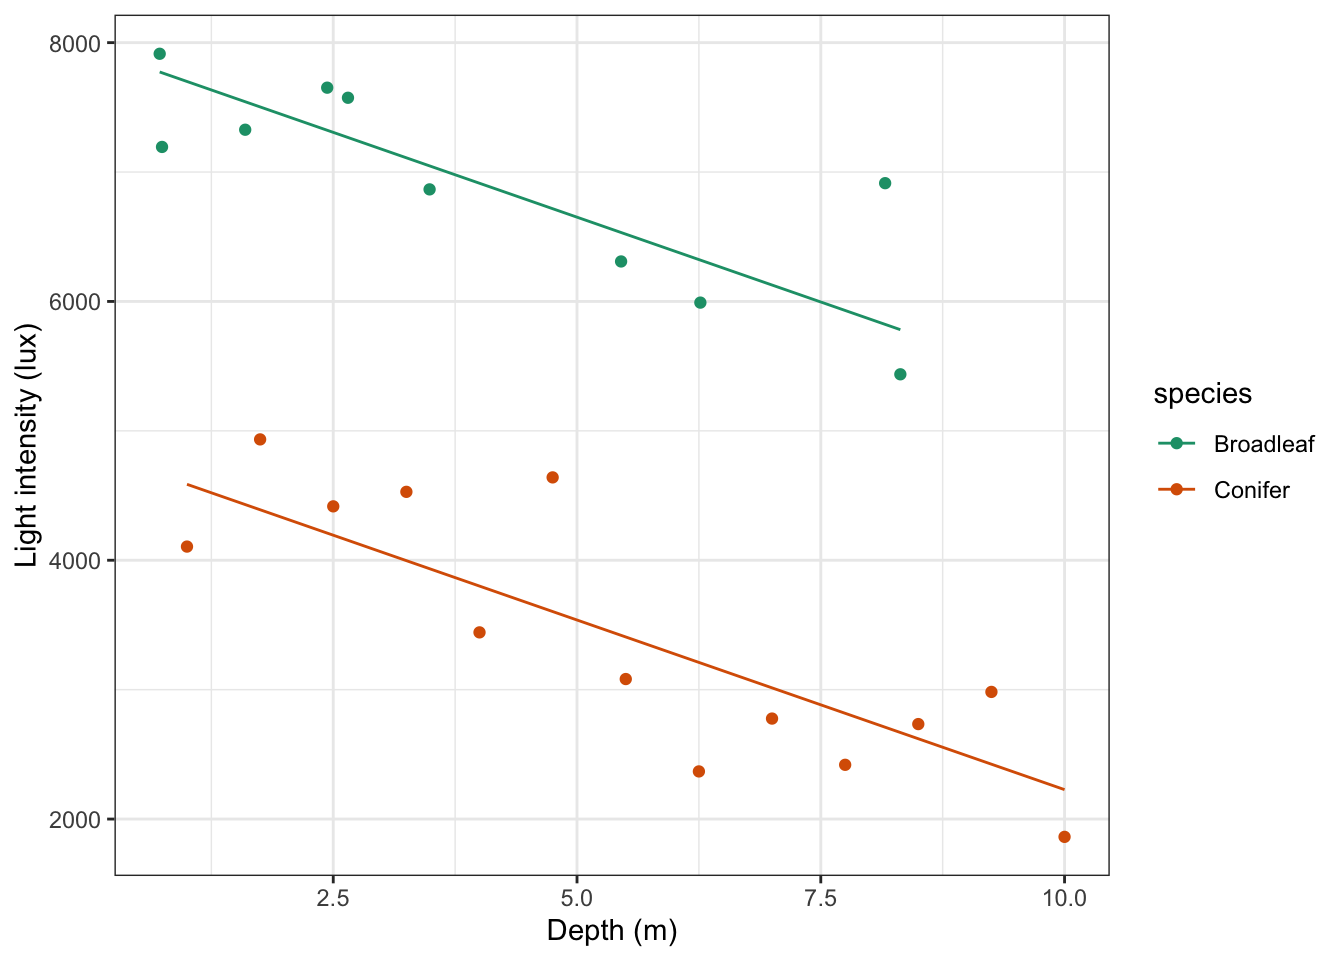 8000
6000
4000
2000
Light intensity (lux)
2.5 5.0 7.5 10.0
Depth (m)
species
Broadleaf
Conifer